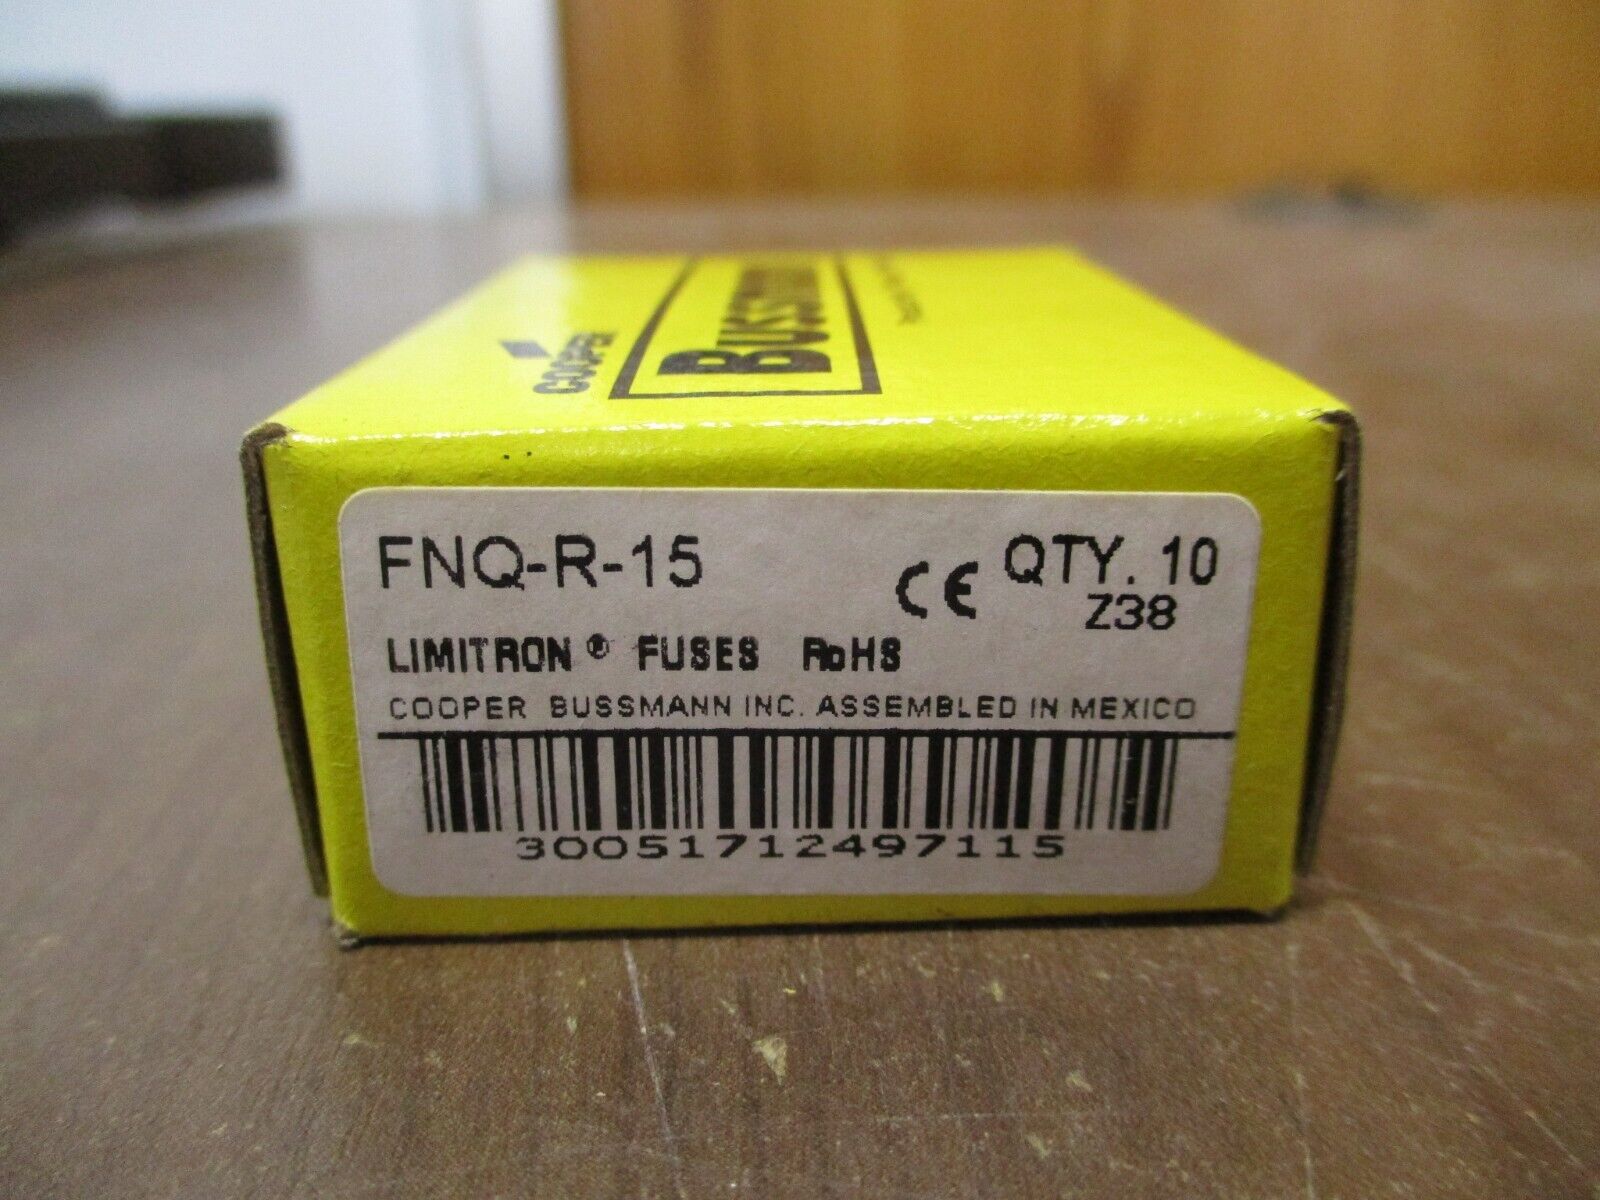 COOPER
BUSSMANN
FNQ-R-15
CE
QTY. 10
Z38
LIMITRON® FUSES RoHS
COOPER BUSSMANN INC. ASSEMBLED IN MEXICO
30051712497115